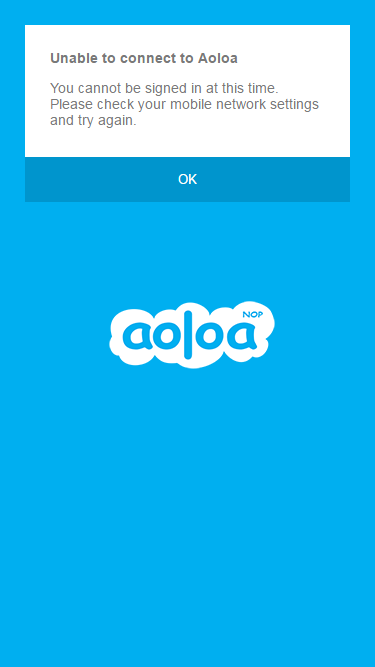 Unable to connect to Aoloa
You cannot be signed in at this time.
Please check your mobile network settings
and try again.
OK
NOP
aoloa